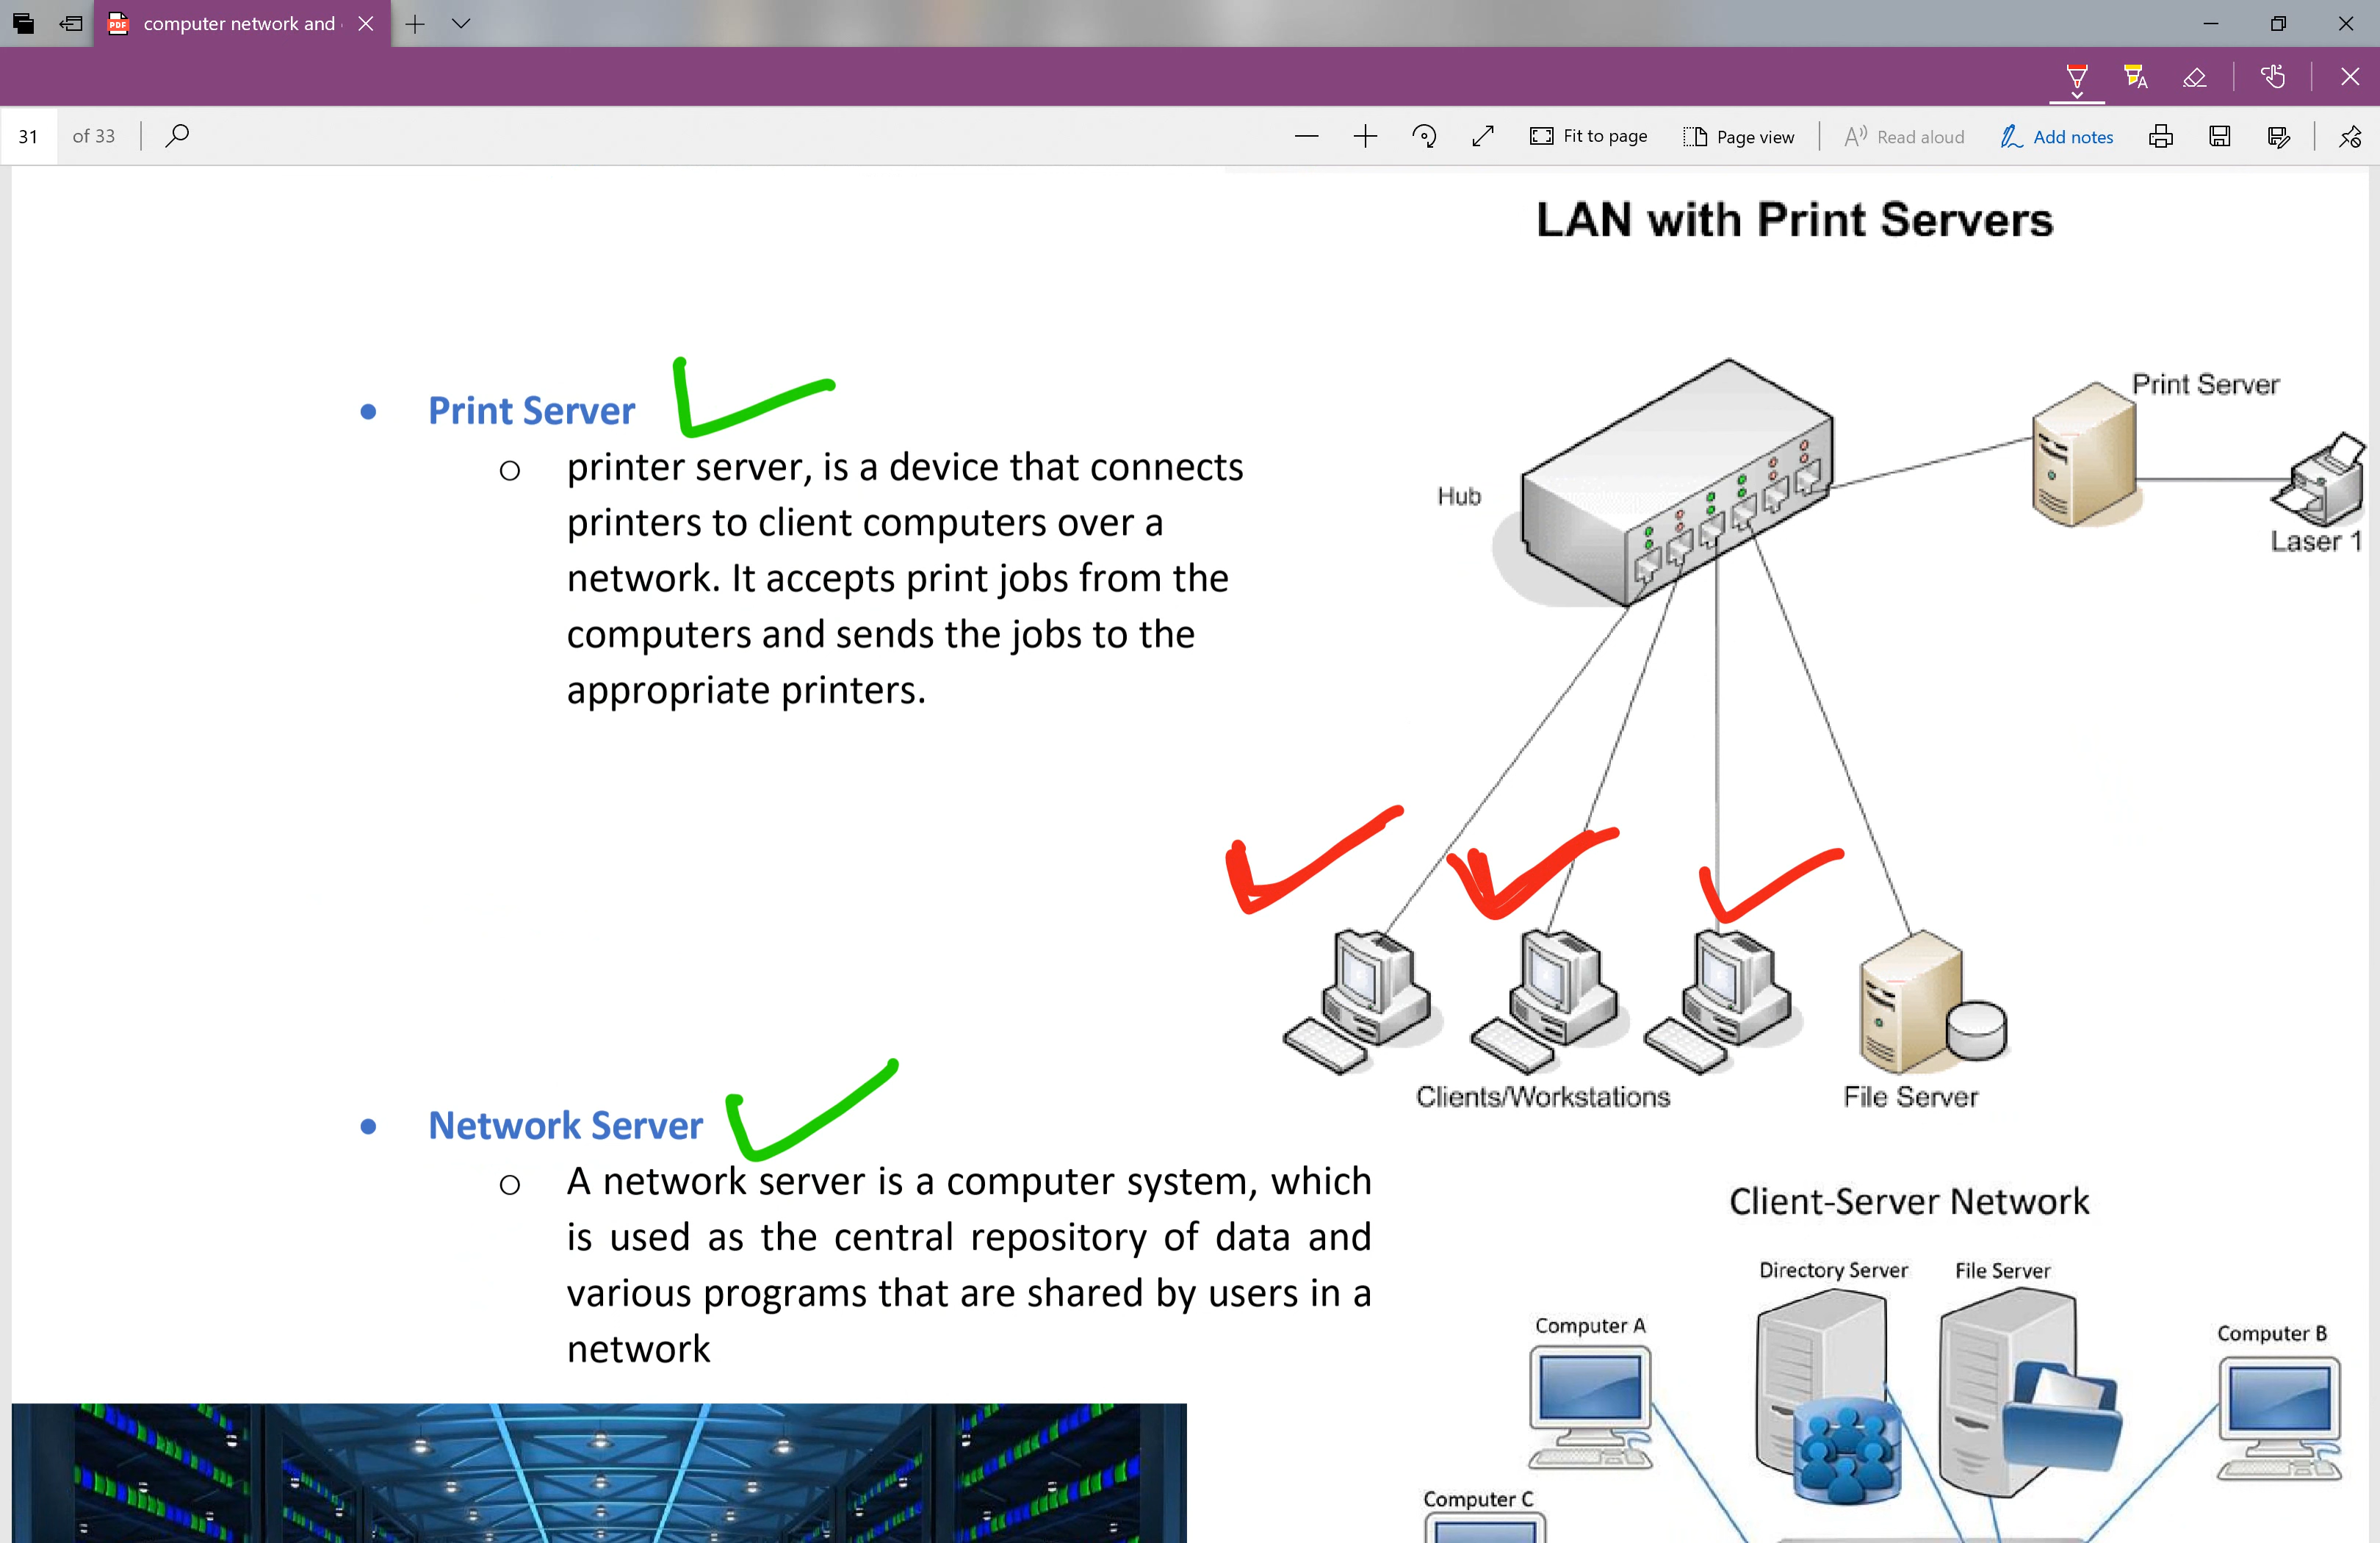 computer network and
31 of 33
Fit to page
Page view
Read aloud
Add notes
LAN with Print Servers
Print Server
printer server, is a device that connects
printers to client computers over a
network. It accepts print jobs from the
computers and sends the jobs to the
appropriate printers.
Hub
Print Server
Laser 1
Clients/Workstations
File Server
Network Server
A network server is a computer system, which
is used as the central repository of data and
various programs that are shared by users in a
network
Client-Server Network
Directory Server
File Server
Computer A
Computer B
Computer C